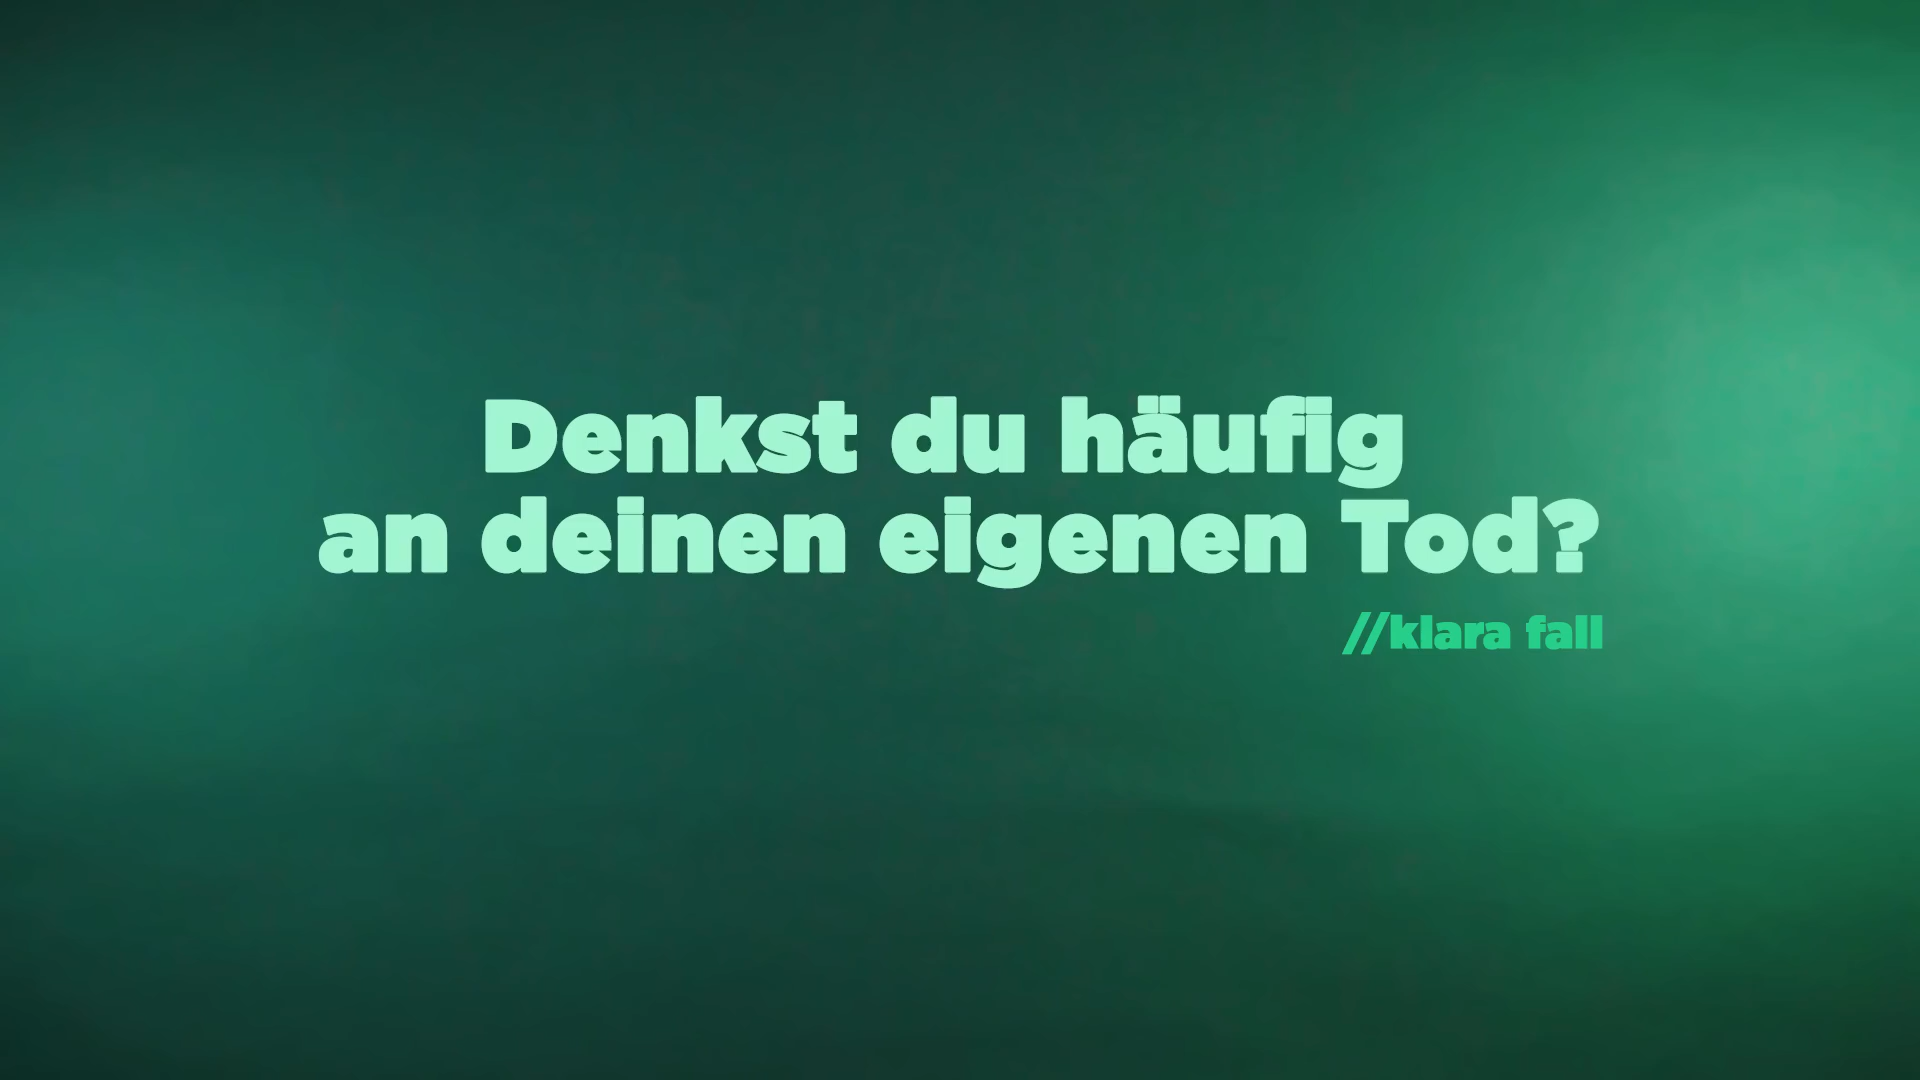 Denkst du häufig
an deinen eigenen Tod?
//klara fall